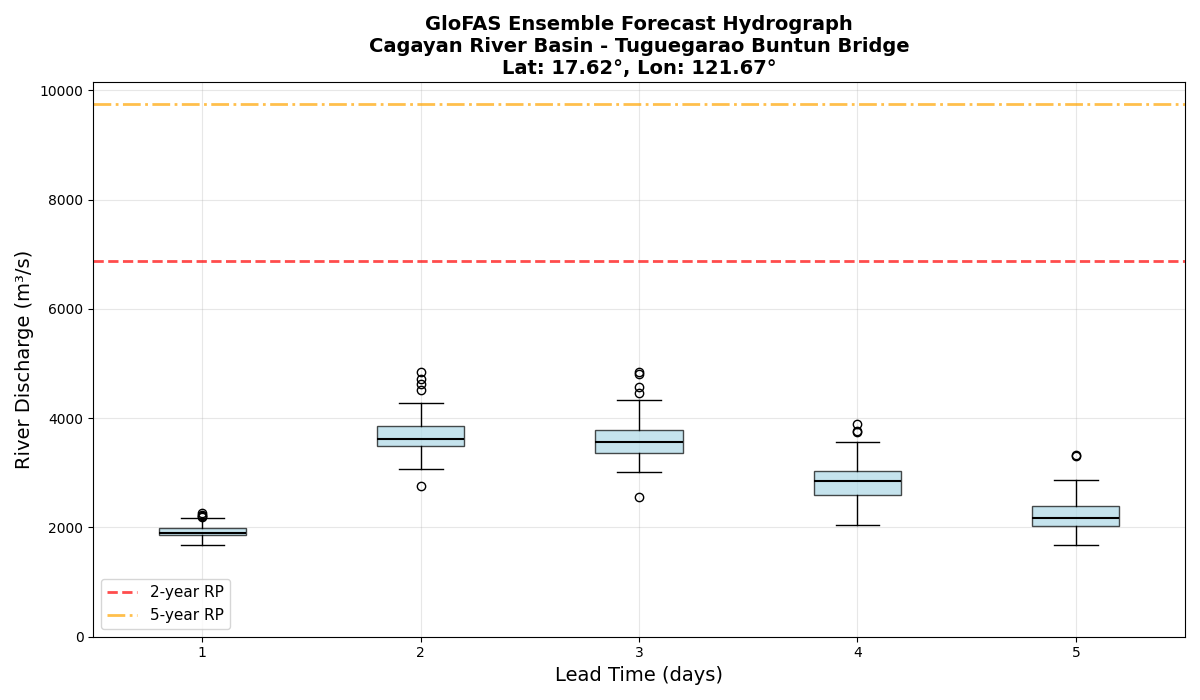 GloFAS Ensemble Forecast Hydrograph
Cagayan River Basin - Tuguegarao Buntun Bridge
Lat: 17.62°, Lon: 121.67°
River Discharge (m³/s)
10000
8000
6000
4000
2000
0
2-year RP
5-year RP
1 2 3 4 5
Lead Time (days)